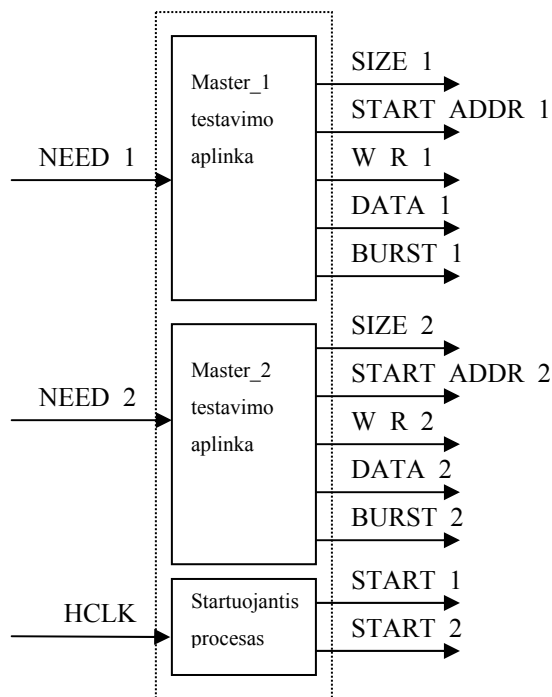 SIZE 1
Master_1
testavimo
aplinka
START ADDR 1
NEED 1
W R 1
DATA 1
BURST 1
SIZE 2
Master_2
testavimo
aplinka
START ADDR 2
NEED 2
W R 2
DATA 2
BURST 2
START 1
Startuojantis
procesas
HCLK
START 2